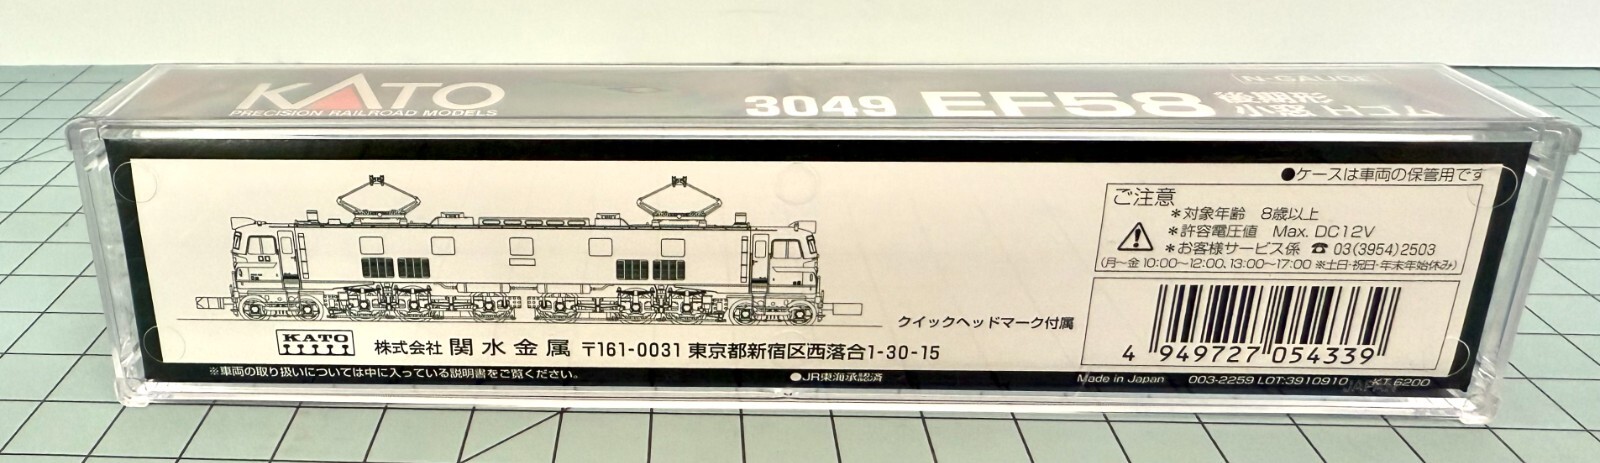 KATO
PRECISION RAILROAD MODELS
3049 EF58 後期形 小窓 Hゴム
N-GAUGE
●ケースは車両の保管用です
ご注意
*対象年齢 8歳以上
*許容電圧値 Max. DC12V
*お客様サービス係 ☎ 03(3954)2503
(月～金 10:00～12:00, 13:00～17:00 ※土日・祝日・年末年始休み)
クイックヘッドマーク付属
KATO
株式会社 関水金属 〒161-0031 東京都新宿区西落合1-30-15
4 949727 054339
※車両の取り扱いについては中に入っている説明書をご覧ください。
●JR東海承認済
Made in Japan 003-2259 LOT:3910910 K.T. 6200
JAPAN